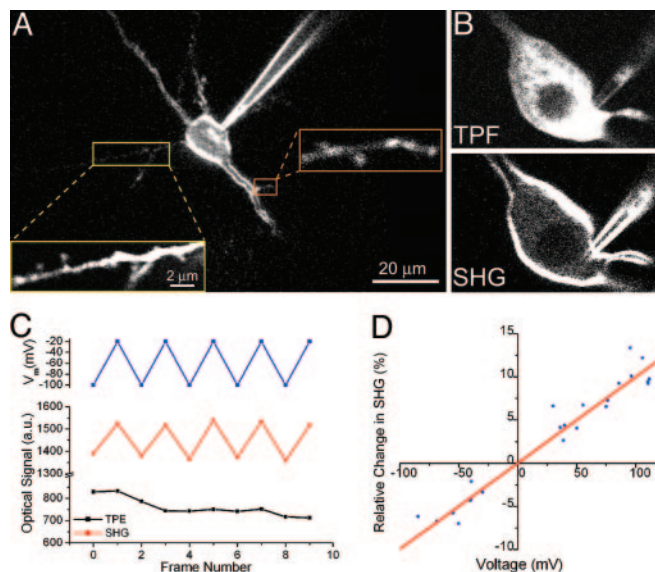 A
2 μm
20 μm
B
TPF
SHG
C
Vm(mV)
-20
-40
-60
-80
-100
Optical Signal (a.u.)
1600
1500
1400
1300
800
700
600
TPE
SHG
0 2 4 6 8 10
Frame Number
D
Relative Change in SHG (%)
15
10
5
0
-5
-10
-100 -50 0 50 100
Voltage (mV)